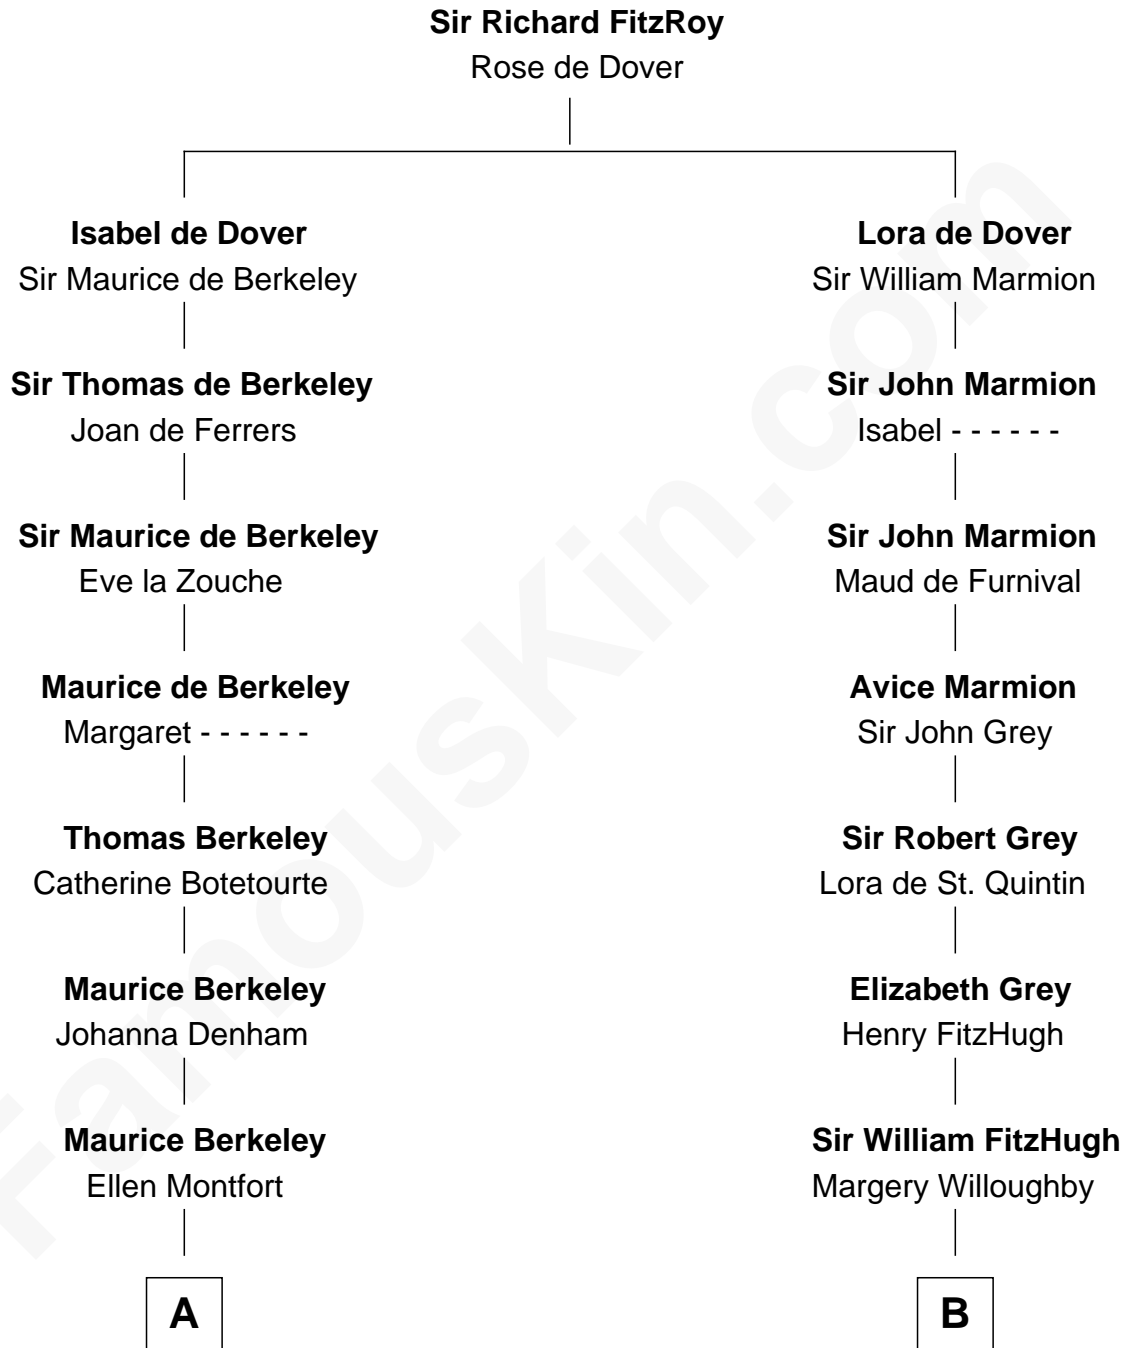 Sir Richard FitzRoy
Rose de Dover
Isabel de Dover
Sir Maurice de Berkeley
Lora de Dover
Sir William Marmion
Sir Thomas de Berkeley
Joan de Ferrers
Sir John Marmion
Isabel - - - - - -
Sir Maurice de Berkeley
Eve la Zouche
Sir John Marmion
Maud de Furnival
Maurice de Berkeley
Margaret - - - - - -
Avice Marmion
Sir John Grey
Thomas Berkeley
Catherine Botetourte
Sir Robert Grey
Lora de St. Quintin
Maurice Berkeley
Johanna Denham
Elizabeth Grey
Henry FitzHugh
Maurice Berkeley
Ellen Montfort
Sir William FitzHugh
Margery Willoughby
A
B
FamousKin.com